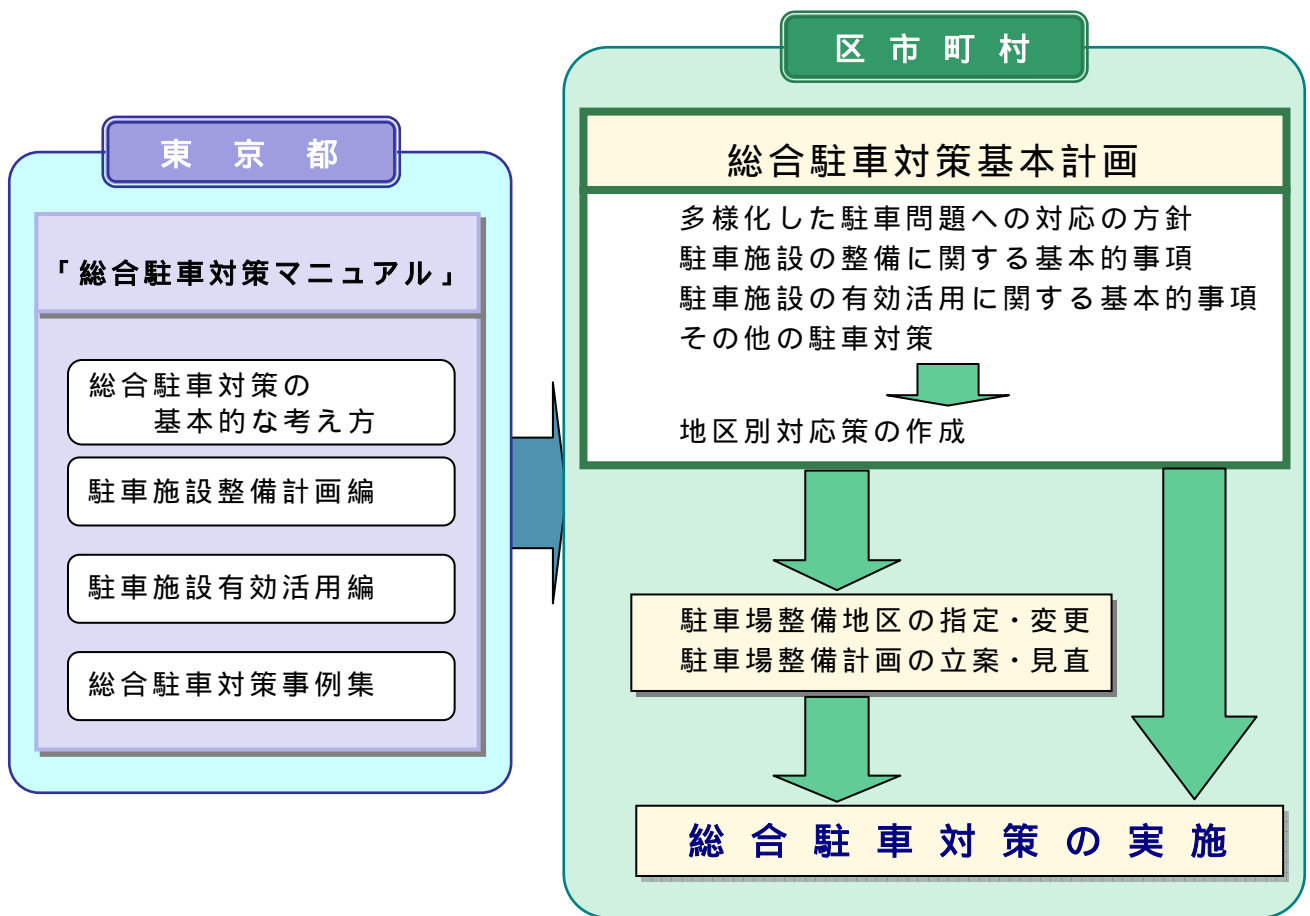 東京都
「総合駐車対策マニュアル」
総合駐車対策の
基本的な考え方
駐車施設整備計画編
駐車施設有効活用編
総合駐車対策事例集
区市町村
総合駐車対策基本計画
多様化した駐車問題への対応の方針
駐車施設の整備に関する基本的事項
駐車施設の有効活用に関する基本的事項
その他の駐車対策
地区別対応策の作成
駐車場整備地区の指定・変更
駐車場整備計画の立案・見直
総合駐車対策の実施